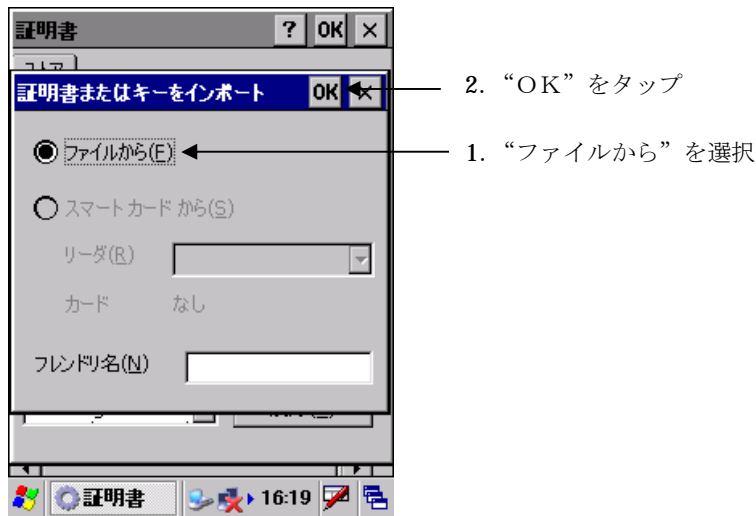 証明書 ? OK ×
ストア
証明書またはキーをインポート OK ×
2. “ＯＫ”をタップ
ファイルから(F)
1. “ファイルから”を選択
スマート カード から(S)
リーダ(R)
カード なし
フレンドリ名(N)
証明書 16:19